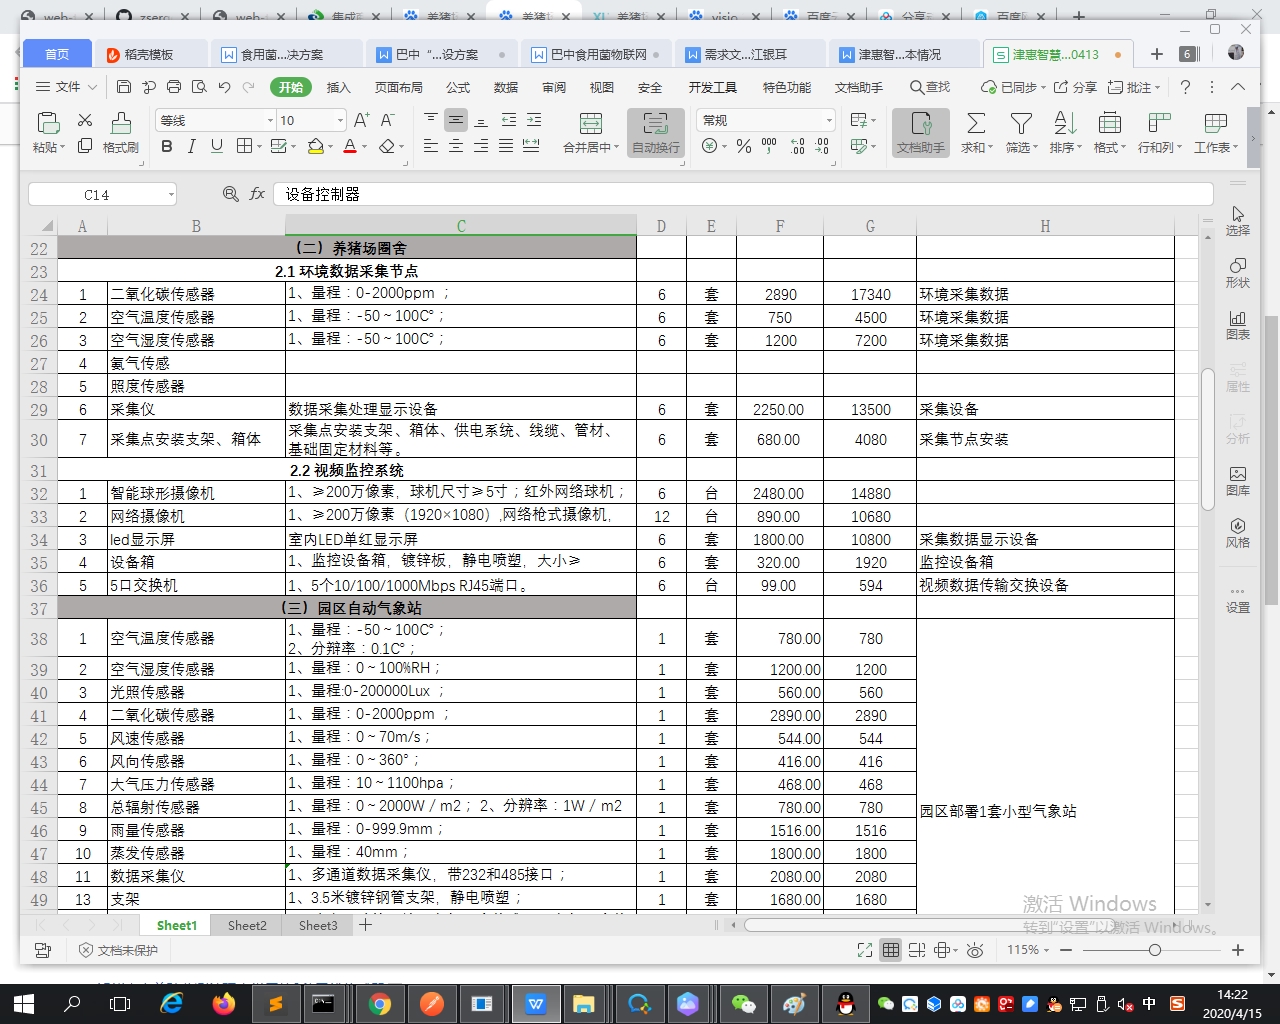 web-
zserg
web-
集成
养猪
养猪
养猪
visio
百度
分享
百度
首页
稻壳模板
食用菌...决方案
巴中“...设方案
巴中食用菌物联网
需求文...江银耳
津惠智...本情况
津惠智慧...0413
6
文件
开始
插入
页面布局
公式
数据
审阅
视图
安全
开发工具
特色功能
文档助手
查找
已同步
分享
批注
粘贴
格式刷
等线
10
合并居中
自动换行
常规
文档助手
求和
筛选
排序
格式
行和列
工作表
C14
fx
设备控制器
A B C D E F G H
22 （二）养猪场圈舍
23 2.1 环境数据采集节点
24 1 二氧化碳传感器 1、量程：0-2000ppm ； 6 套 2890 17340 环境采集数据
25 2 空气温度传感器 1、量程：-50～100C°； 6 套 750 4500 环境采集数据
26 3 空气湿度传感器 1、量程：-50～100C°； 6 套 1200 7200 环境采集数据
27 4 氨气传感
28 5 照度传感器
29 6 采集仪 数据采集处理显示设备 6 套 2250.00 13500 采集设备
30 7 采集点安装支架、箱体 采集点安装支架、箱体、供电系统、线缆、管材、
基础固定材料等。 6 套 680.00 4080 采集节点安装
31 2.2 视频监控系统
32 1 智能球形摄像机 1、≥200万像素，球机尺寸≥5寸；红外网络球机； 6 台 2480.00 14880
33 2 网络摄像机 1、≥200万像素（1920×1080）,网络枪式摄像机， 12 台 890.00 10680
34 3 led显示屏 室内LED单红显示屏 6 套 1800.00 10800 采集数据显示设备
35 4 设备箱 1、监控设备箱，镀锌板，静电喷塑，大小≥ 6 套 320.00 1920 监控设备箱
36 5 5口交换机 1、5个10/100/1000Mbps RJ45端口。 6 台 99.00 594 视频数据传输交换设备
37 （三）园区自动气象站
38 1 空气温度传感器 1、量程：-50～100C°；
2、分辩率：0.1C°； 1 套 780.00 780
39 2 空气湿度传感器 1、量程：0～100%RH； 1 套 1200.00 1200
40 3 光照传感器 1、量程:0-200000Lux ； 1 套 560.00 560
41 4 二氧化碳传感器 1、量程：0-2000ppm ； 1 套 2890.00 2890
42 5 风速传感器 1、量程：0～70m/s； 1 套 544.00 544
43 6 风向传感器 1、量程：0～360°； 1 套 416.00 416
44 7 大气压力传感器 1、量程：10～1100hpa； 1 套 468.00 468
45 8 总辐射传感器 1、量程：0～2000W / m2； 2、分辨率：1W / m2 1 套 780.00 780 园区部署1套小型气象站
46 9 雨量传感器 1、量程：0-999.9mm； 1 套 1516.00 1516
47 10 蒸发传感器 1、量程：40mm； 1 套 1800.00 1800
48 11 数据采集仪 1、多通道数据采集仪，带232和485接口； 1 套 2080.00 2080
49 13 支架 1、3.5米镀锌钢管支架，静电喷塑； 1 套 1680.00 1680
选择
形状
图表
属性
分析
图库
风格
设置
激活 Windows
转到“设置”以激活 Windows。
Sheet1 Sheet2 Sheet3
文档未保护
115%
中
14:22
2020/4/15